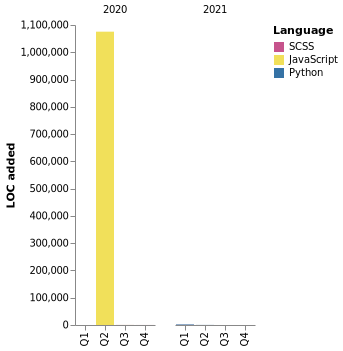 2020
2021
LOC added
1,100,000
1,000,000
900,000
800,000
700,000
600,000
500,000
400,000
300,000
200,000
100,000
0
Q1
Q2
Q3
Q4
Q1
Q2
Q3
Q4
Language
SCSS
JavaScript
Python